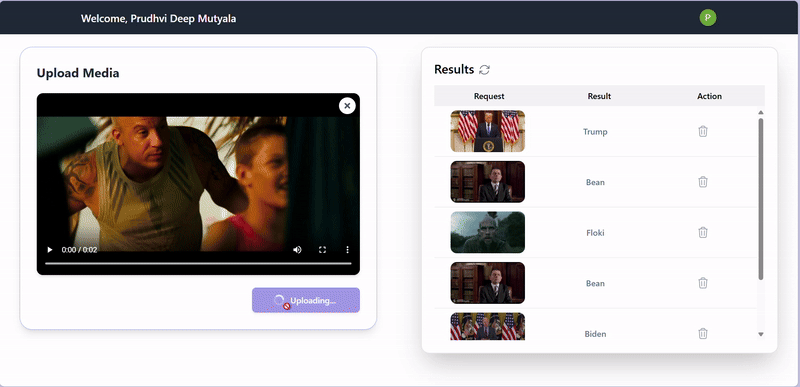 Welcome, Prudhvi Deep Mutyala
P
Upload Media
0:00 / 0:02
Uploading...
Results
Request Result Action
Trump
Bean
Floki
Bean
Biden